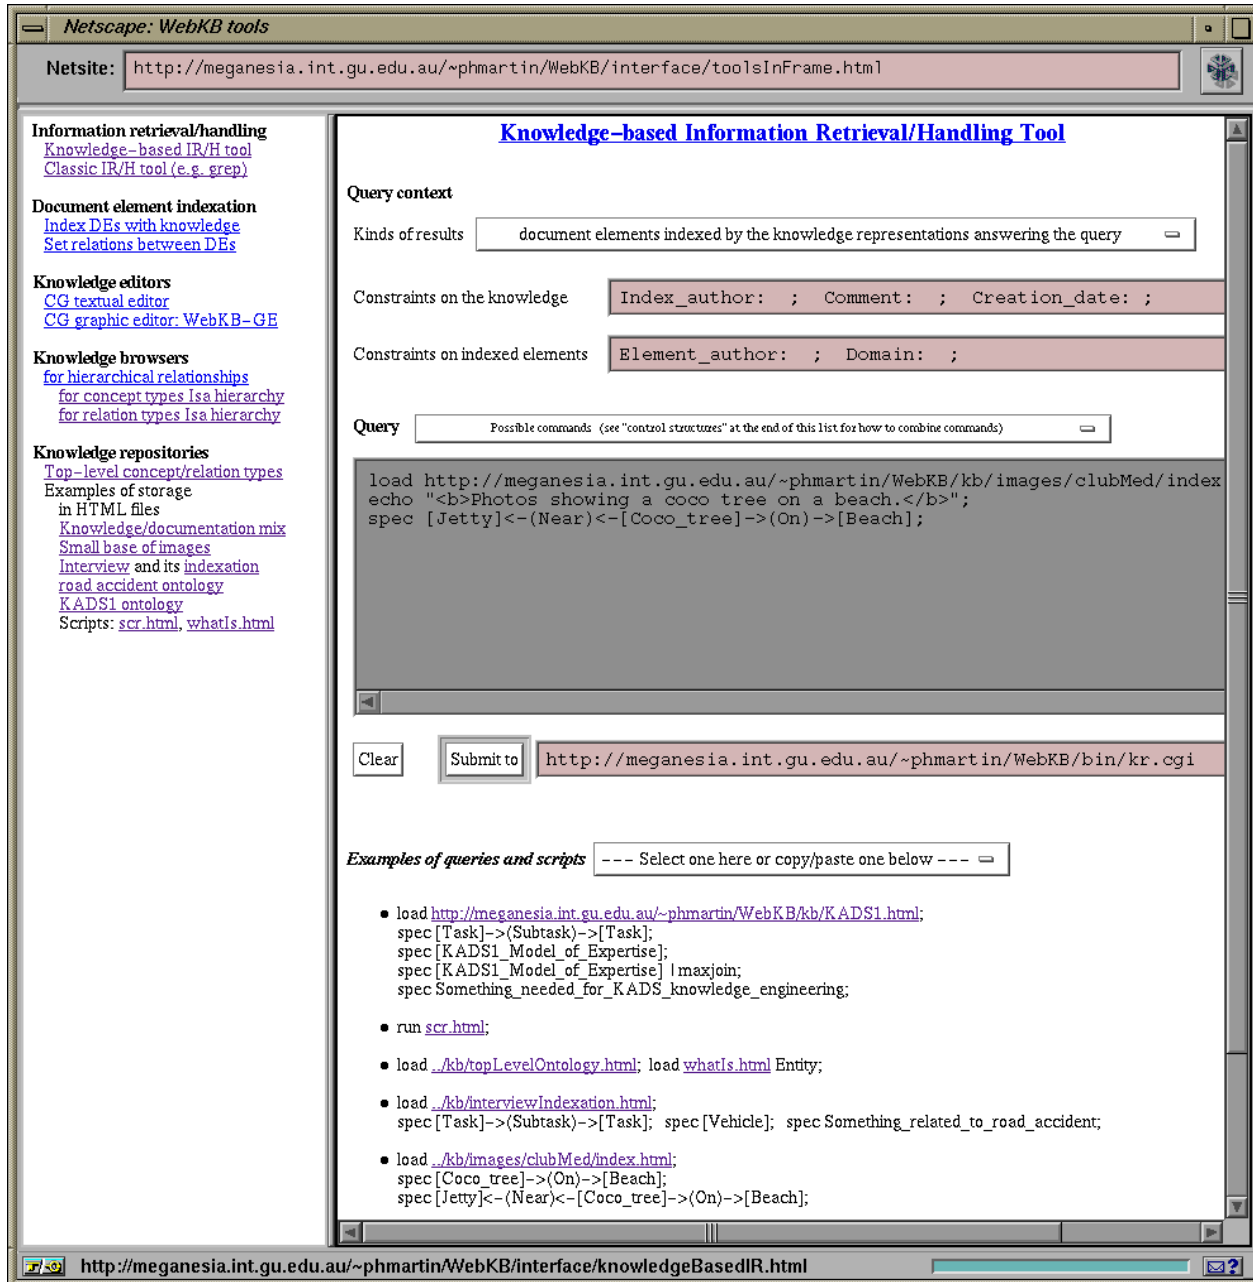 Netscape: WebKB tools
Netsite: http://meganesia.int.gu.edu.au/~phmartin/WebKB/interface/toolsInFrame.html
Information retrieval/handling
Knowledge-based IR/H tool
Classic IR/H tool (e.g. grep)
Document element indexation
Index DEs with knowledge
Set relations between DEs
Knowledge editors
CG textual editor
CG graphic editor: WebKB-GE
Knowledge browsers
for hierarchical relationships
for concept types Isa hierarchy
for relation types Isa hierarchy
Knowledge repositories
Top-level concept/relation types
Examples of storage
in HTML files
Knowledge/documentation mix
Small base of images
Interview and its indexation
road accident ontology
KADS1 ontology
Scripts: scr.html, whatIs.html
Knowledge-based Information Retrieval/Handling Tool
Query context
Kinds of results document elements indexed by the knowledge representations answering the query
Constraints on the knowledge Index_author: ; Comment: ; Creation_date: ;
Constraints on indexed elements Element_author: ; Domain: ;
Query Possible commands (see "control structures" at the end of this list for how to combine commands)
load http://meganesia.int.gu.edu.au/~phmartin/WebKB/kb/images/clubMed/index
echo "<b>Photos showing a coco tree on a beach.</b>";
spec [Jetty]<-(Near)<-[Coco_tree]->(On)->[Beach];
Clear Submit to http://meganesia.int.gu.edu.au/~phmartin/WebKB/bin/kr.cgi
Examples of queries and scripts --- Select one here or copy/paste one below ---
• load http://meganesia.int.gu.edu.au/~phmartin/WebKB/kb/KADS1.html;
spec [Task]->(Subtask)->[Task];
spec [KADS1_Model_of_Expertise];
spec [KADS1_Model_of_Expertise] | maxjoin;
spec Something_needed_for_KADS_knowledge_engineering;
• run scr.html;
• load ../kb/topLevelOntology.html; load whatIs.html Entity;
• load ../kb/interviewIndexation.html;
spec [Task]->(Subtask)->[Task]; spec [Vehicle]; spec Something_related_to_road_accident;
• load ../kb/images/clubMed/index.html;
spec [Coco_tree]->(On)->[Beach];
spec [Jetty]<-(Near)<-[Coco_tree]->(On)->[Beach];
http://meganesia.int.gu.edu.au/~phmartin/WebKB/interface/knowledgeBasedIR.html